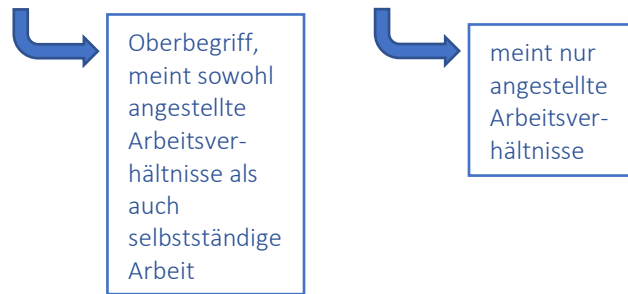 Oberbegriff,
meint sowohl
angestellte
Arbeitsver-
hältnisse als
auch
selbstständige
Arbeit
meint nur
angestellte
Arbeitsver-
hältnisse